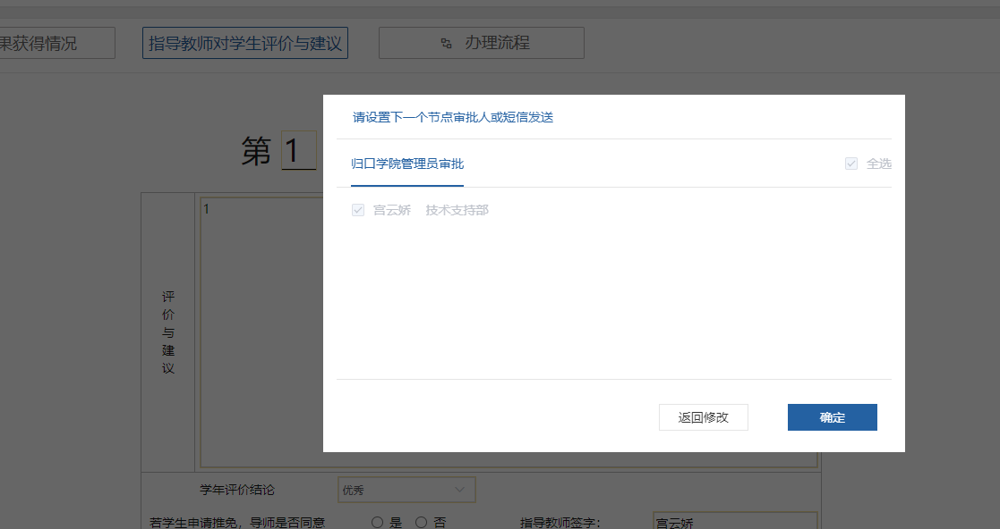 果获得情况
指导教师对学生评价与建议
办理流程
请设置下一个节点审批人或短信发送
第 1
归口学院管理员审批
全选
宫云娇 技术支持部
1
评
价
与
建
议
返回修改
确定
学年评价结论
优秀
若学生申请推免，导师是否同意
是
否
指导教师签字：
宫云娇